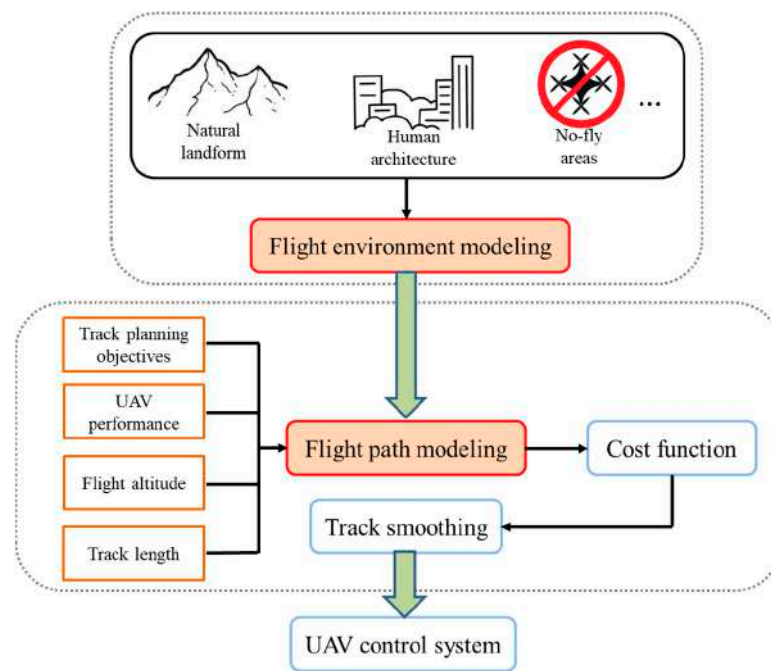 Natural
landform
Human
architecture
No-fly
areas
...
Flight environment modeling
Track planning
objectives
UAV
performance
Flight altitude
Track length
Flight path modeling
Cost function
Track smoothing
UAV control system